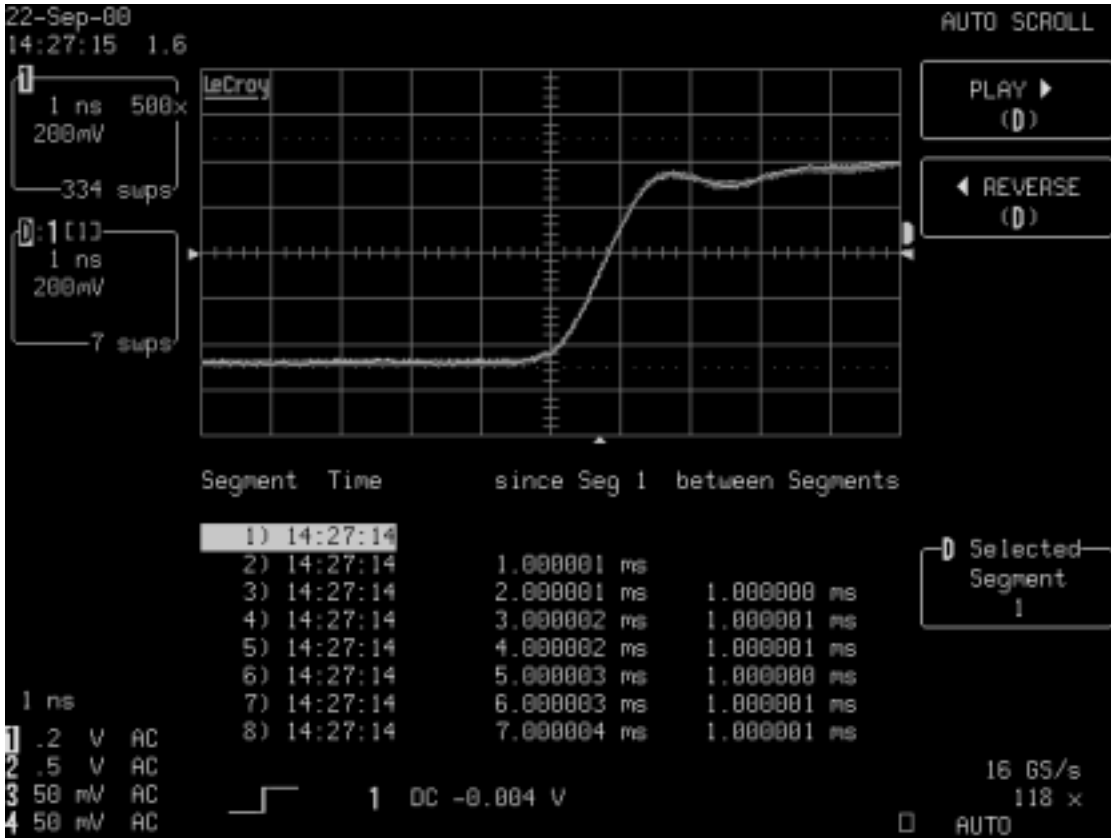 22-Sep-00
14:27:15 1.6
AUTO SCROLL
1
1 ns 500x
200mV
334 swps
LeCroy
PLAY
(D)
REVERSE
(D)
D:1[1]
1 ns
200mV
7 swps
D
Segment Time since Seg 1 between Segments
1) 14:27:14
2) 14:27:14 1.000001 ms
3) 14:27:14 2.000001 ms 1.000000 ms
4) 14:27:14 3.000002 ms 1.000001 ms
5) 14:27:14 4.000002 ms 1.000001 ms
6) 14:27:14 5.000003 ms 1.000000 ms
7) 14:27:14 6.000003 ms 1.000001 ms
8) 14:27:14 7.000004 ms 1.000001 ms
D Selected
Segment
1
1 ns
1 .2 V AC
2 .5 V AC
3 50 mV AC
4 50 mV AC
1 DC -0.004 V
16 GS/s
118 x
AUTO